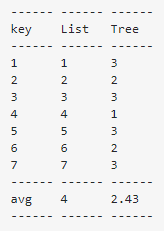 ------ ------ ------
key List Tree
------ ------ ------
1 1 3
2 2 2
3 3 3
4 4 1
5 5 3
6 6 2
7 7 3
------ ------ ------
avg 4 2.43
------ ------ ------